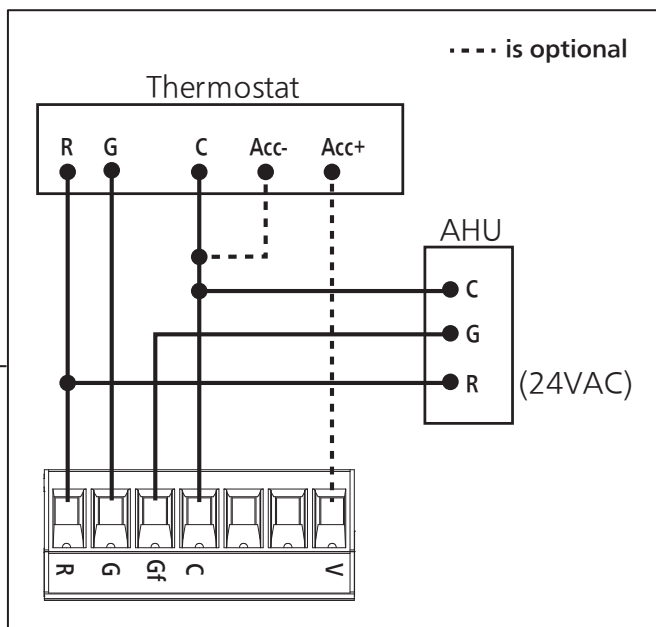 ---- is optional
Thermostat
R G C Acc- Acc+
AHU
C
G
R (24VAC)
R G Gf C V